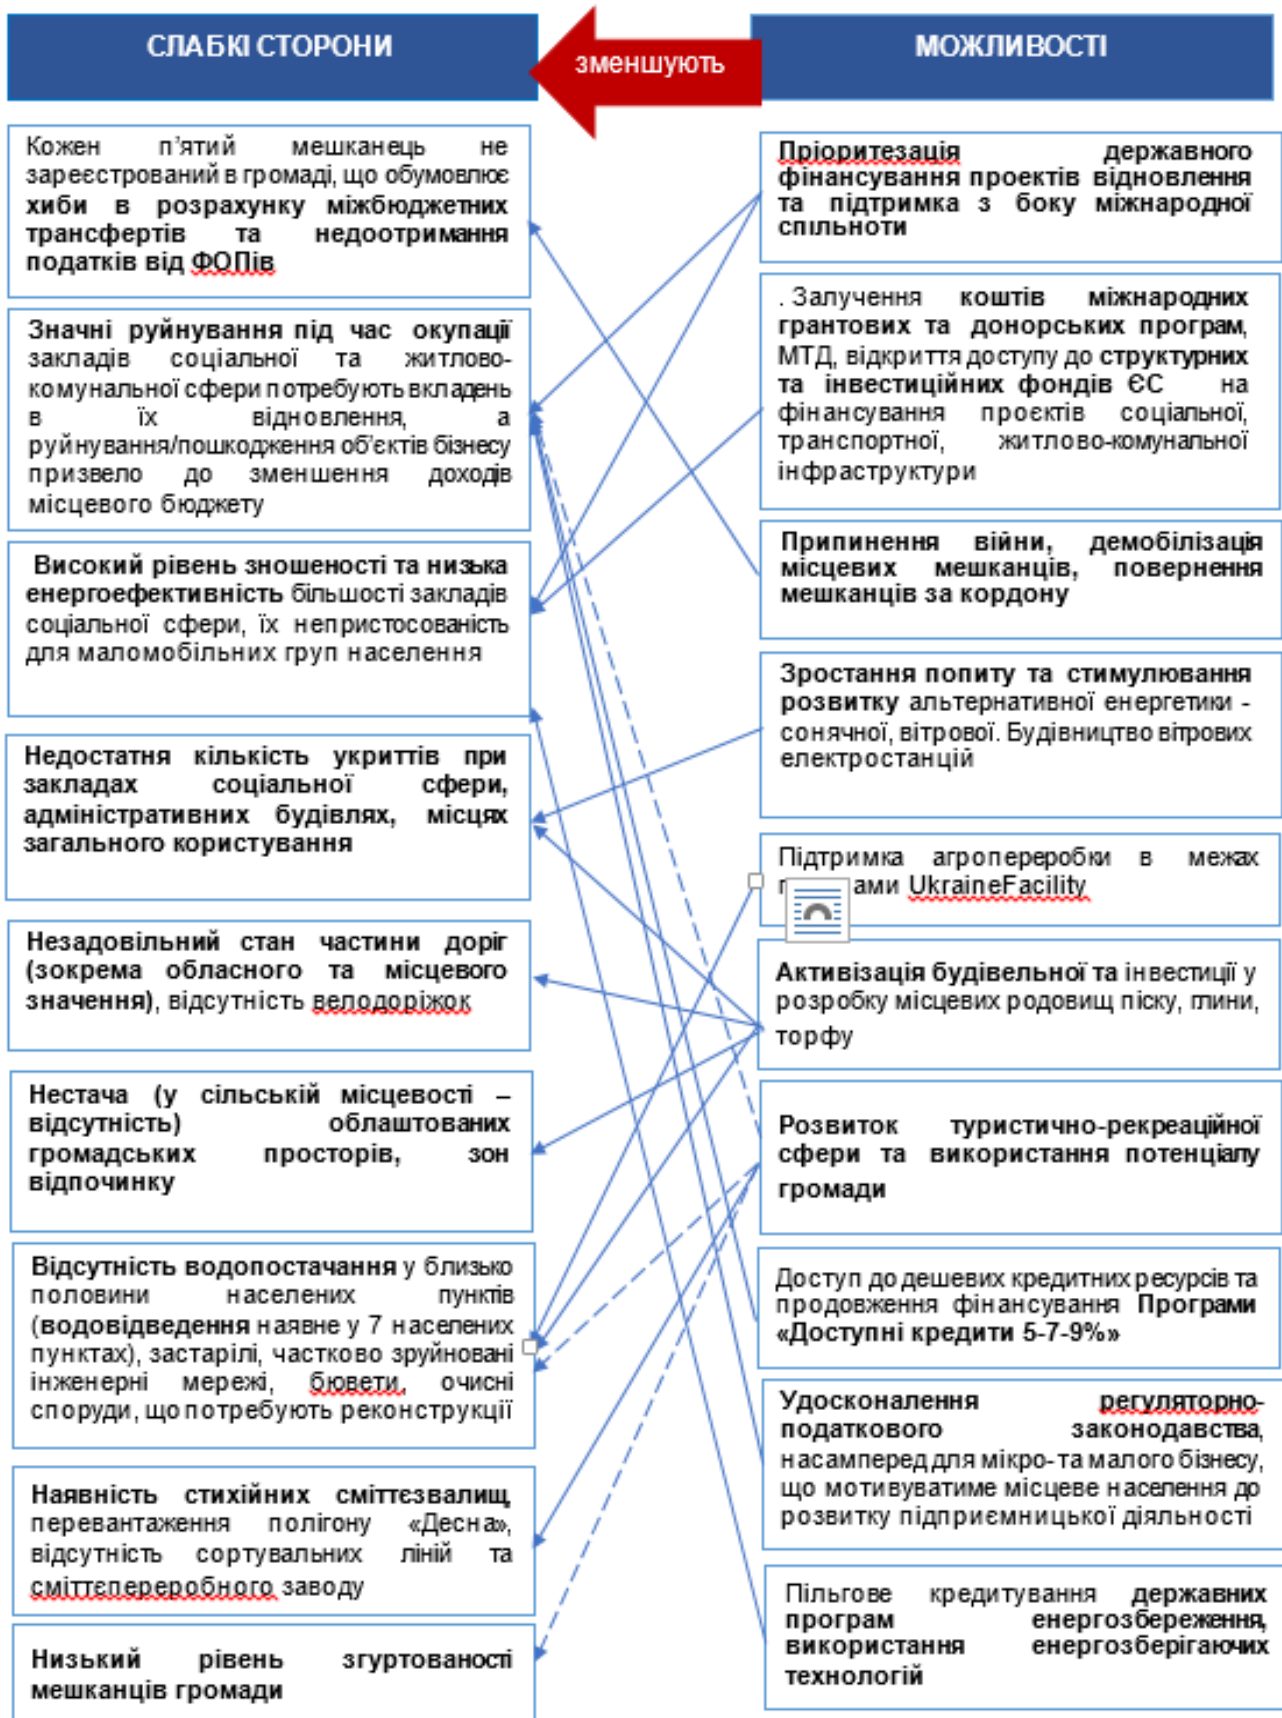 СЛАБКІ СТОРОНИ
зменшують
МОЖЛИВОСТІ
Кожен п’ятий мешканець не
зареєстрований в громаді, що обумовлює
хиби в розрахунку міжбюджетних
трансфертів та недоотримання
податків від ФОПів
Значні руйнування під час окупації
закладів соціальної та житлово-
комунальної сфери потребують вкладень
в їх відновлення, а
руйнування/пошкодження об’єктів бізнесу
призвело до зменшення доходів
місцевого бюджету
Високий рівень зношеності та низька
енергоефективність більшості закладів
соціальної сфери, їх непристосованість
для маломобільних груп населення
Недостатня кількість укриттів при
закладах соціальної сфери,
адміністративних будівлях, місцях
загального користування
Незадовільний стан частини доріг
(зокрема обласного та місцевого
значення), відсутність велодоріжок
Нестача (у сільській місцевості –
відсутність) облаштованих
громадських просторів, зон
відпочинку
Відсутність водопостачання у близько
половини населених пунктів
(водовідведення наявне у 7 населених
пунктах), застарілі, частково зруйновані
інженерні мережі, бювети, очисні
споруди, що потребують реконструкції
Наявність стихійних сміттєзвалищ,
перевантаження полігону «Десна»,
відсутність сортувальних ліній та
сміттєпереробного заводу
Низький рівень згуртованості
мешканців громади
Пріоритезація державного
фінансування проектів відновлення
та підтримка з боку міжнародної
спільноти
. Залучення коштів міжнародних
грантових та донорських програм,
МТД, відкриття доступу до структурних
та інвестиційних фондів ЄС на
фінансування проєктів соціальної,
транспортної, житлово-комунальної
інфраструктури
Припинення війни, демобілізація
місцевих мешканців, повернення
мешканців за кордону
Зростання попиту та стимулювання
розвитку альтернативної енергетики -
сонячної, вітрової. Будівництво вітрових
електростанцій
Підтримка агропереробки в межах
UkraineFacility
Активізація будівельної та інвестиції у
розробку місцевих родовищ піску, глини,
торфу
Розвиток туристично-рекреаційної
сфери та використання потенціалу
громади
Доступ до дешевих кредитних ресурсів та
продовження фінансування Програми
«Доступні кредити 5-7-9%»
Удосконалення регуляторно-
податкового законодавства,
насамперед для мікро- та малого бізнесу,
що мотивуватиме місцеве населення до
розвитку підприємницької діяльності
Пільгове кредитування державних
програм енергозбереження,
використання енергозберігаючих
технологій